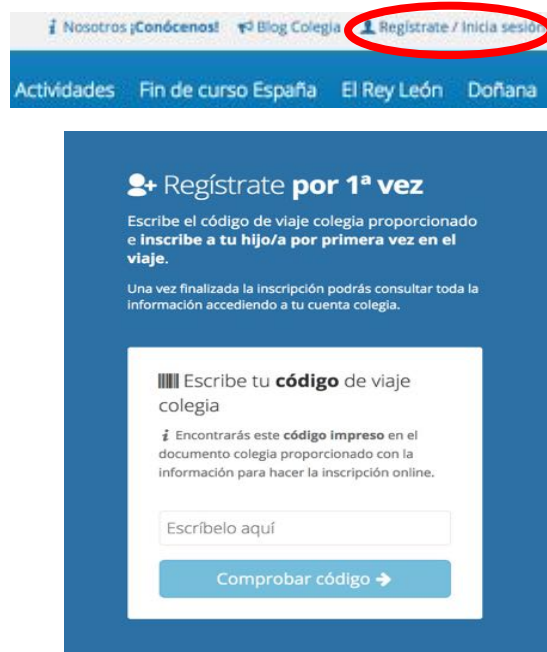 i Nosotros ¡Conócenos! Blog Colegia Regístrate / Inicia sesión
Actividades Fin de curso España El Rey León Doñana
Regístrate por 1ª vez
Escribe el código de viaje colegia proporcionado
e inscribe a tu hijo/a por primera vez en el
viaje.
Una vez finalizada la inscripción podrás consultar toda la
información accediendo a tu cuenta colegia.
Escribe tu código de viaje
colegia
i Encontrarás este código impreso en el
documento colegia proporcionado con la
información para hacer la inscripción online.
Escríbelo aquí
Comprobar código